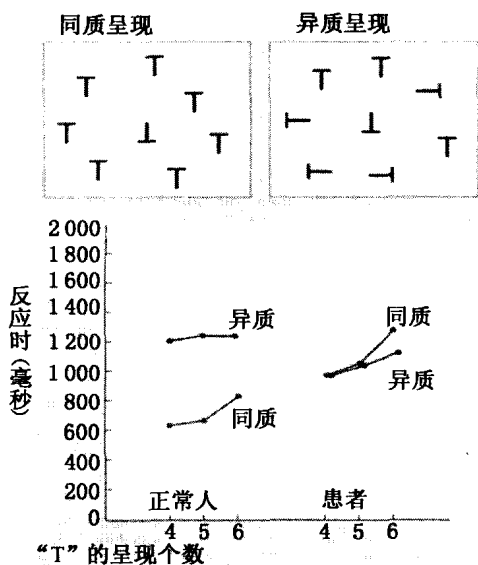 同质呈现
异质呈现
2 000
1 800
1 600
1 400
1 200
1 000
800
600
400
200
0
反应时(毫秒)
异质
同质
同质
异质
正常人
患者
4 5 6
4 5 6
“T”的呈现个数